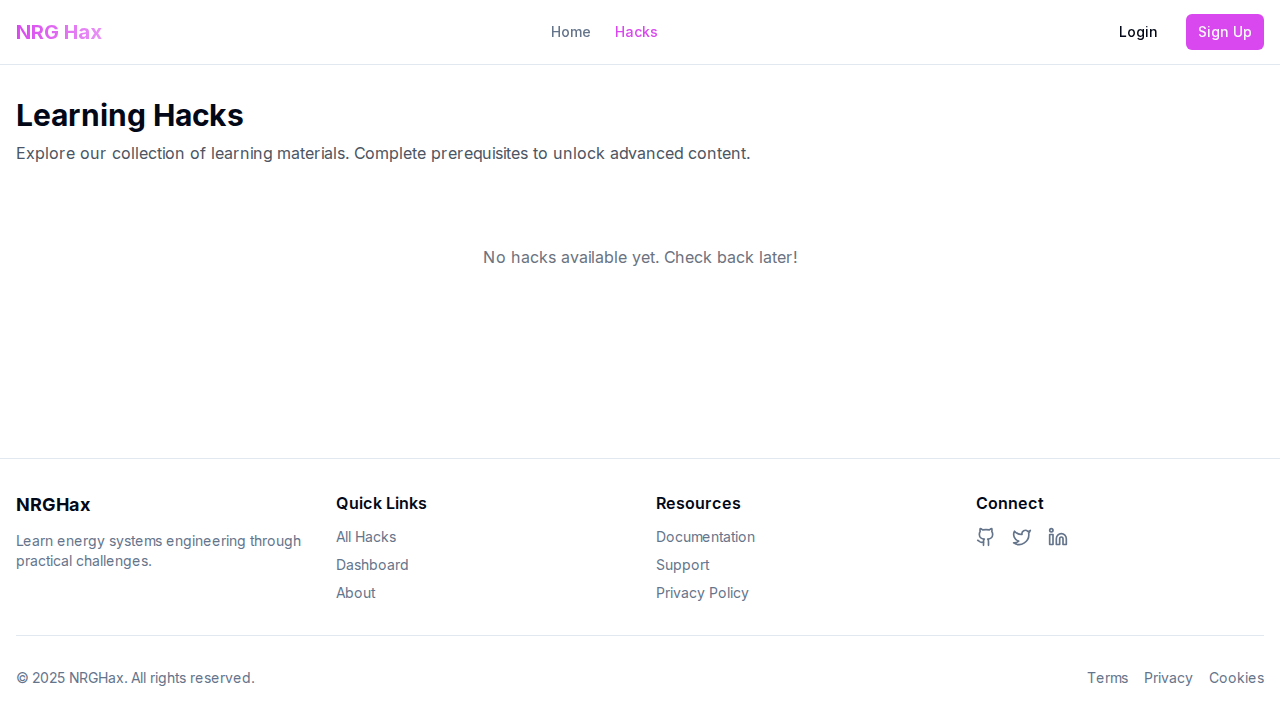 NRG Hax
Home
Hacks
Login
Sign Up
Learning Hacks
Explore our collection of learning materials. Complete prerequisites to unlock advanced content.
No hacks available yet. Check back later!
NRGHax
Learn energy systems engineering through
practical challenges.
Quick Links
All Hacks
Dashboard
About
Resources
Documentation
Support
Privacy Policy
Connect
© 2025 NRGHax. All rights reserved.
Terms
Privacy
Cookies